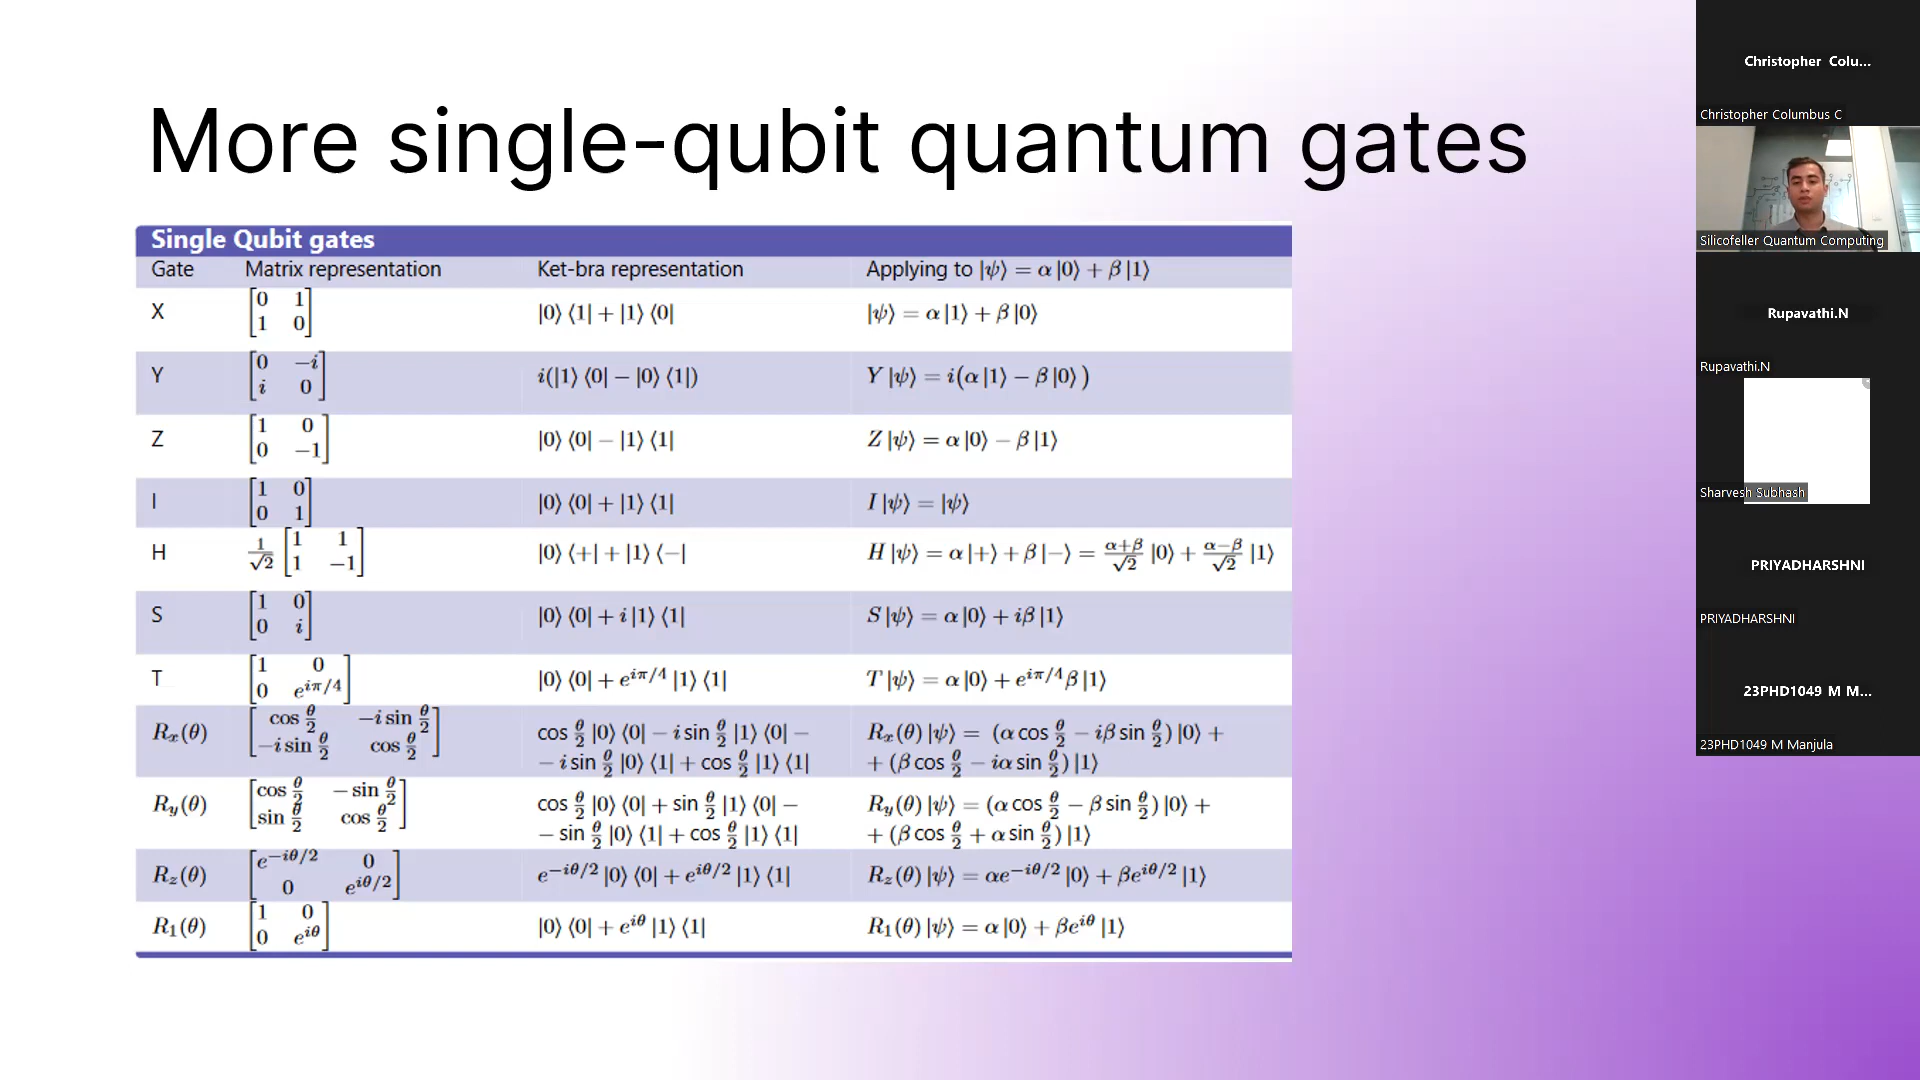 More single-qubit quantum gates
Single Qubit gates
Gate Matrix representation Ket-bra representation Applying to |ψ⟩ = α|0⟩ + β|1⟩
X [0 1; 1 0] |0⟩⟨1| + |1⟩⟨0| |ψ⟩ = α|1⟩ + β|0⟩
Y [0 −i; i 0] i(|1⟩⟨0| − |0⟩⟨1|) Y|ψ⟩ = i(α|1⟩ − β|0⟩)
Z [1 0; 0 −1] |0⟩⟨0| − |1⟩⟨1| Z|ψ⟩ = α|0⟩ − β|1⟩
I [1 0; 0 1] |0⟩⟨0| + |1⟩⟨1| I|ψ⟩ = |ψ⟩
H 1/√2 [1 1; 1 −1] |0⟩⟨+| + |1⟩⟨−| H|ψ⟩ = α|+⟩ + β|−⟩ = (α+β)/√2 |0⟩ + (α−β)/√2 |1⟩
S [1 0; 0 i] |0⟩⟨0| + i|1⟩⟨1| S|ψ⟩ = α|0⟩ + iβ|1⟩
T [1 0; 0 e^{iπ/4}] |0⟩⟨0| + e^{iπ/4}|1⟩⟨1| T|ψ⟩ = α|0⟩ + e^{iπ/4}β|1⟩
Rₓ(θ) [cos θ/2 −i sin θ/2; −i sin θ/2 cos θ/2] cos θ/2 |0⟩⟨0| − i sin θ/2 |1⟩⟨0| − Rₓ(θ)|ψ⟩ = (α cos θ/2 − iβ sin θ/2)|0⟩ +
− i sin θ/2 |0⟩⟨1| + cos θ/2 |1⟩⟨1| + (β cos θ/2 − iα sin θ/2)|1⟩
R_y(θ) [cos θ/2 − sin θ/2; sin θ/2 cos θ/2] cos θ/2 |0⟩⟨0| + sin θ/2 |1⟩⟨0| − R_y(θ)|ψ⟩ = (α cos θ/2 − β sin θ/2)|0⟩ +
− sin θ/2 |0⟩⟨1| + cos θ/2 |1⟩⟨1| + (β cos θ/2 + α sin θ/2)|1⟩
R_z(θ) [e^{−iθ/2} 0; 0 e^{iθ/2}] e^{−iθ/2}|0⟩⟨0| + e^{iθ/2}|1⟩⟨1| R_z(θ)|ψ⟩ = αe^{−iθ/2}|0⟩ + βe^{iθ/2}|1⟩
R₁(θ) [1 0; 0 e^{iθ}] |0⟩⟨0| + e^{iθ}|1⟩⟨1| R₁(θ)|ψ⟩ = α|0⟩ + βe^{iθ}|1⟩
Christopher Colu...
Christopher Columbus C
Silicofeller Quantum Computing
Rupavathi.N
Rupavathi.N
Sharvesh Subhash
PRIYADHARSHNI
PRIYADHARSHNI
23PHD1049 M M...
23PHD1049 M Manjula